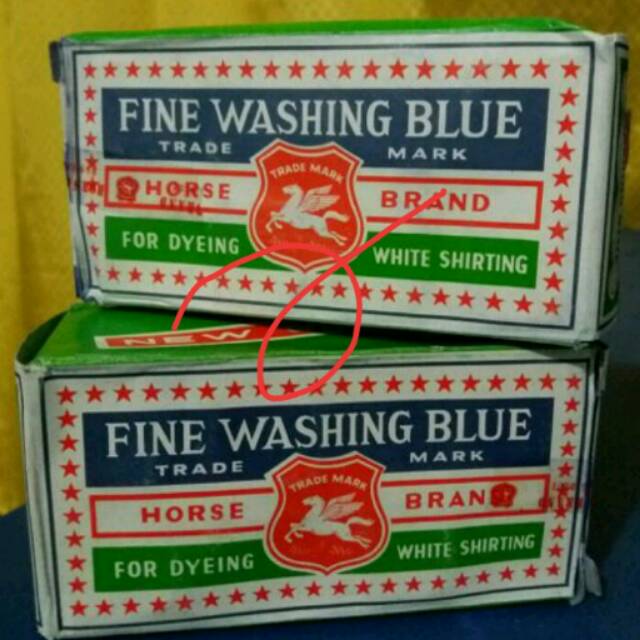 FINE WASHING BLUE
TRADE MARK
TRADE MARK
HORSE BRAND
FOR DYEING WHITE SHIRTING
NEW
FINE WASHING BLUE
TRADE MARK
TRADE MARK
HORSE BRAND
FOR DYEING WHITE SHIRTING